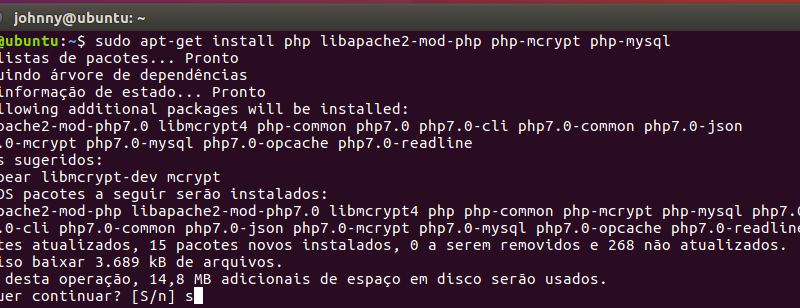 johnny@ubuntu: ~
@ubuntu:~$ sudo apt-get install php libapache2-mod-php php-mcrypt php-mysql
listas de pacotes... Pronto
uindo árvore de dependências
informação de estado... Pronto
llowing additional packages will be installed:
pache2-mod-php7.0 libmcrypt4 php-common php7.0 php7.0-cli php7.0-common php7.0-json
.0-mcrypt php7.0-mysql php7.0-opcache php7.0-readline
s sugeridos:
pear libmcrypt-dev mcrypt
OS pacotes a seguir serão instalados:
pache2-mod-php libapache2-mod-php7.0 libmcrypt4 php php-common php-mcrypt php-mysql php7.0
.0-cli php7.0-common php7.0-json php7.0-mcrypt php7.0-mysql php7.0-opcache php7.0-readline
tes atualizados, 15 pacotes novos instalados, 0 a serem removidos e 268 não atualizados.
iso baixar 3.689 kB de arquivos.
desta operação, 14,8 MB adicionais de espaço em disco serão usados.
uer continuar? [S/n] s